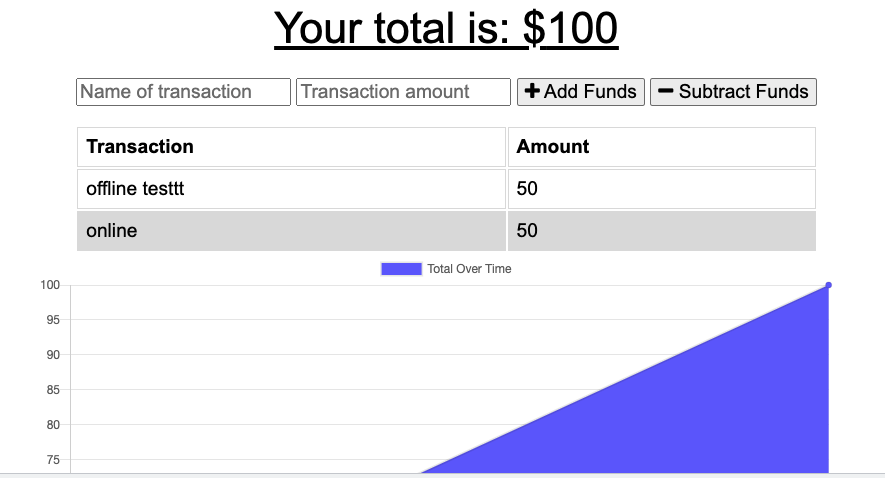 Your total is: $100
Name of transaction Transaction amount + Add Funds − Subtract Funds
Transaction Amount
offline testtt 50
online 50
Total Over Time
100
95
90
85
80
75